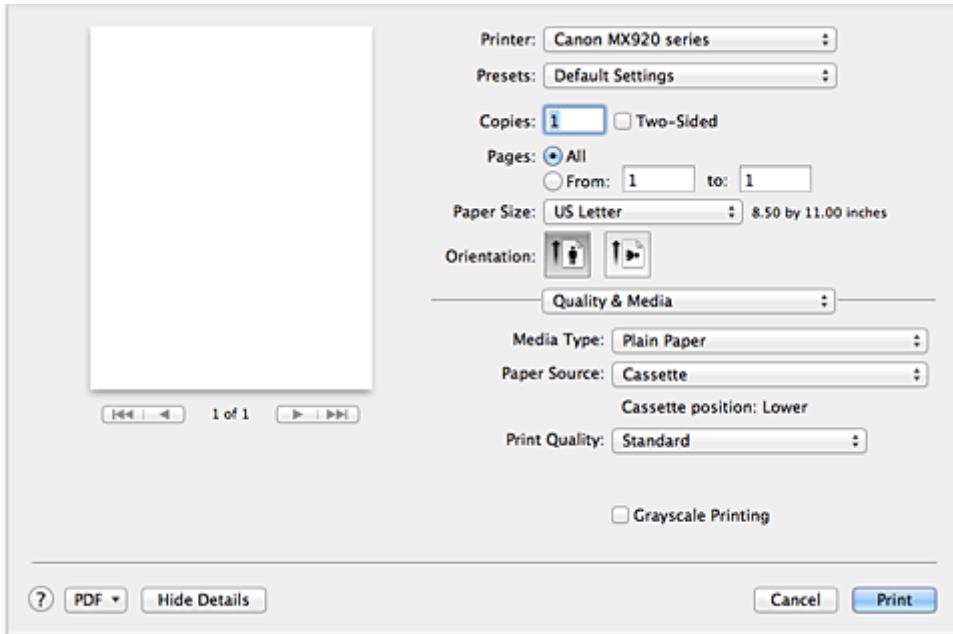 Printer: Canon MX920 series
Presets: Default Settings
Copies: 1 Two-Sided
Pages: All
From: 1 to: 1
Paper Size: US Letter 8.50 by 11.00 inches
Orientation:
Quality & Media
Media Type: Plain Paper
Paper Source: Cassette
Cassette position: Lower
1 of 1
Print Quality: Standard
Grayscale Printing
? PDF Hide Details Cancel Print